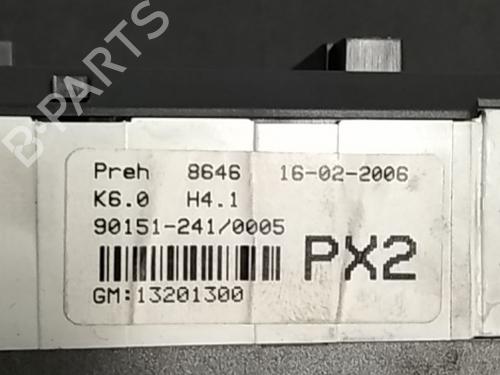 Preh 8646 16-02-2006
K6.0 H4.1
90151-241/0005
PX2
GM:13201300
B-PARTS